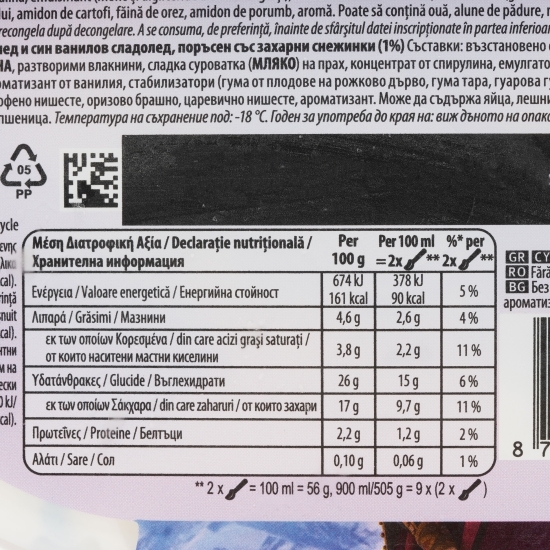 lui, amidon de cartofi, făină de orez, amidon de porumb, aromă. Poate să conțină ouă, alune de pădure,
recongela după decongelare. A se consuma, de preferință, înainte de sfârșitul datei inscripționate în partea
лед и син ванилов сладолед, поръсен със захарни снежинки (1%) Съставки: възстановено
НА, разтворими влакнини, сладка суроватка (МЛЯКО) на прах, концентрат от спирулина,
ароматизант от ванилия, стабилизатори (гума от плодове на рожково дърво, гума тара, гуарова
нишесте, оризово брашно, царевично нишесте, ароматизант. Може да съдържа яйца,
пшеница. Температура на съхранение под: -18 °C. Годен за употреба до края на: виж дъното на
05
PP
Μέση Διατροφική Αξία / Declarație nutrițională / Хранителна информация Per 100 g Per 100 ml =2x ** %* per 2x **
Ενέργεια / Valoare energetică / Енергийна стойност 674 kJ 161 kcal 378 kJ 90 kcal 5 %
Λιπαρά / Grăsimi / Мазнини 4,6 g 2,6 g 4 %
εκ των οποίων Κορεσμένα / din care acizi grași saturați / от които наситени мастни киселини 3,8 g 2,2 g 11 %
Υδατάνθρακες / Glucide / Въглехидрати 26 g 15 g 6 %
εκ των οποίων Σάκχαρα / din care zaharuri / от които захари 17 g 9,7 g 11 %
Πρωτεΐνες / Proteine / Белтъци 2,2 g 1,2 g 2 %
Αλάτι / Sare / Сол 0,10 g 0,06 g 1 %
** 2 x = 100 ml = 56 g, 900 ml/505 g = 9 x (2 x )
GR CY
RO Fără
BG Без
8 7